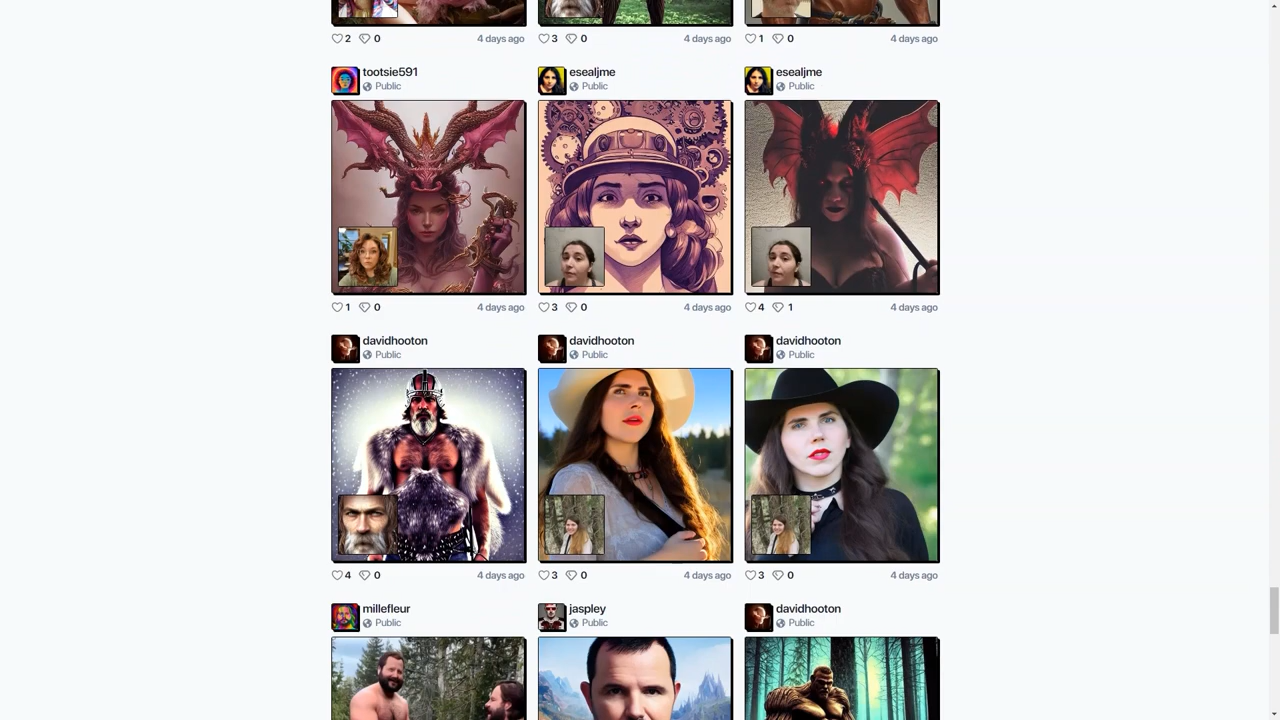 2 0 4 days ago
3 0 4 days ago
1 0 4 days ago
tootsie591
Public
esealjme
Public
esealjme
Public
1 0 4 days ago
3 0 4 days ago
4 1 4 days ago
davidhooton
Public
davidhooton
Public
davidhooton
Public
4 0 4 days ago
3 0 4 days ago
3 0 4 days ago
millefleur
Public
jaspley
Public
davidhooton
Public